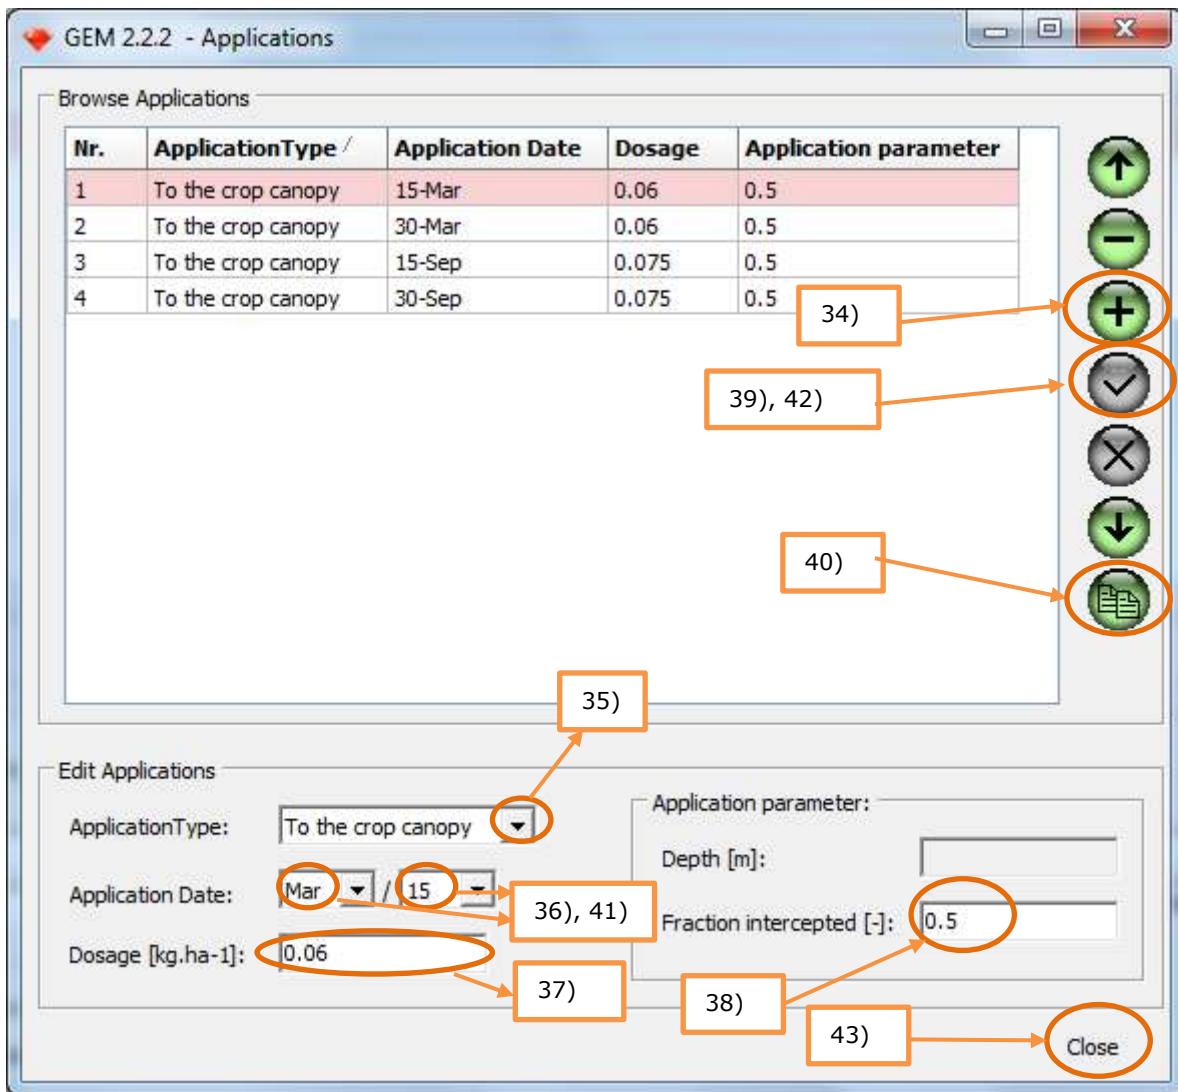 GEM 2.2.2 - Applications
Browse Applications
Nr. ApplicationType Application Date Dosage Application parameter
1 To the crop canopy 15-Mar 0.06 0.5
2 To the crop canopy 30-Mar 0.06 0.5
3 To the crop canopy 15-Sep 0.075 0.5
4 To the crop canopy 30-Sep 0.075 0.5
34)
39), 42)
40)
35)
Edit Applications
ApplicationType: To the crop canopy
Application Date: Mar / 15
36), 41)
Dosage [kg.ha-1]: 0.06
37)
Application parameter:
Depth [m]:
Fraction intercepted [-]: 0.5
38)
43)
Close